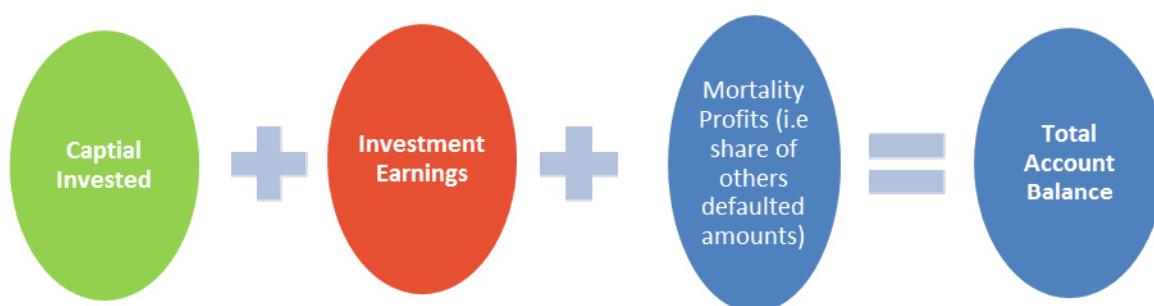 Captial
Invested
Investment
Earnings
Mortality
Profits (i.e
share of
others
defaulted
amounts)
Total
Account
Balance